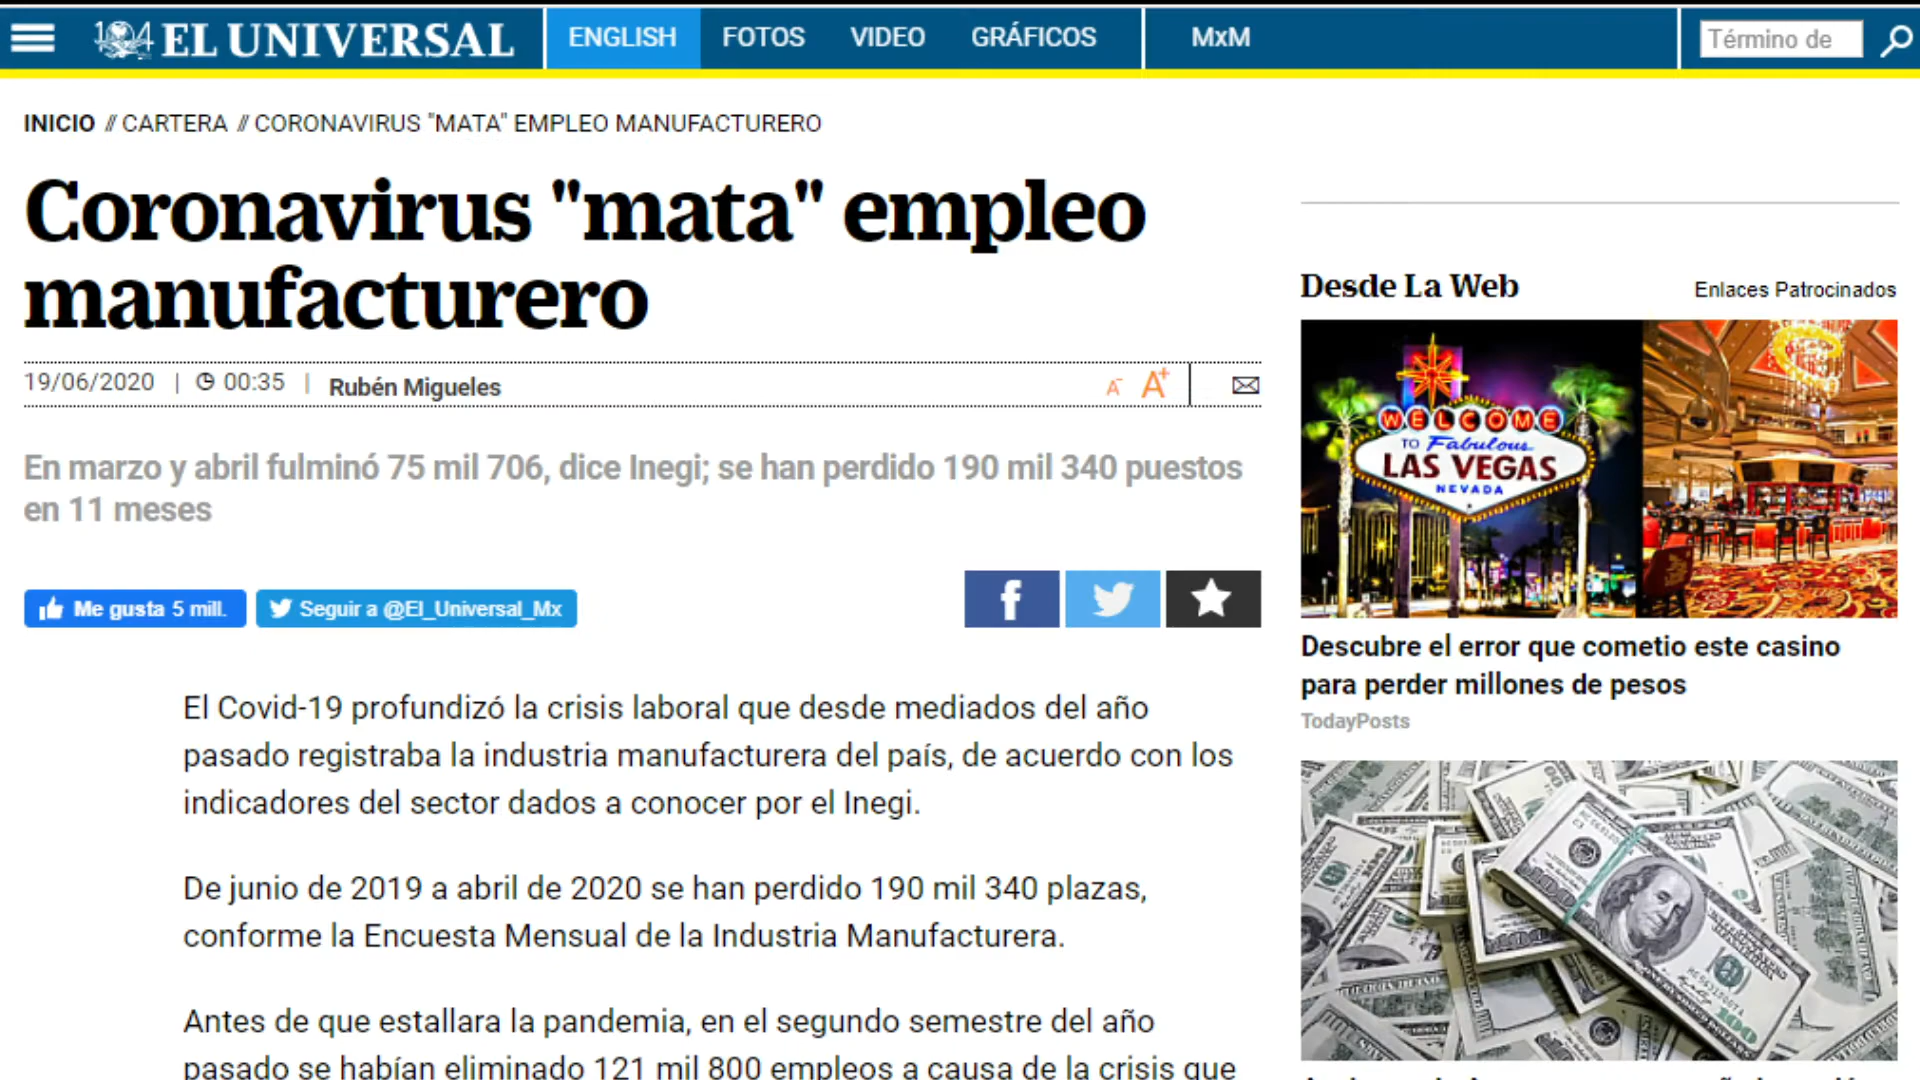 104 EL UNIVERSAL
ENGLISH
FOTOS
VIDEO
GRÁFICOS
MxM
Término de
INICIO // CARTERA // CORONAVIRUS "MATA" EMPLEO MANUFACTURERO
Coronavirus "mata" empleo
manufacturero
19/06/2020 | 00:35 | Rubén Migueles
A- A+
En marzo y abril fulminó 75 mil 706, dice Inegi; se han perdido 190 mil 340 puestos
en 11 meses
Me gusta 5 mill.
Seguir a @El_Universal_Mx
El Covid-19 profundizó la crisis laboral que desde mediados del año
pasado registraba la industria manufacturera del país, de acuerdo con los
indicadores del sector dados a conocer por el Inegi.
De junio de 2019 a abril de 2020 se han perdido 190 mil 340 plazas,
conforme la Encuesta Mensual de la Industria Manufacturera.
Antes de que estallara la pandemia, en el segundo semestre del año
pasado se habían eliminado 121 mil 800 empleos a causa de la crisis que
Desde La Web
Enlaces Patrocinados
WELCOME
TO Fabulous
LAS VEGAS
NEVADA
Descubre el error que cometio este casino
para perder millones de pesos
TodayPosts
100